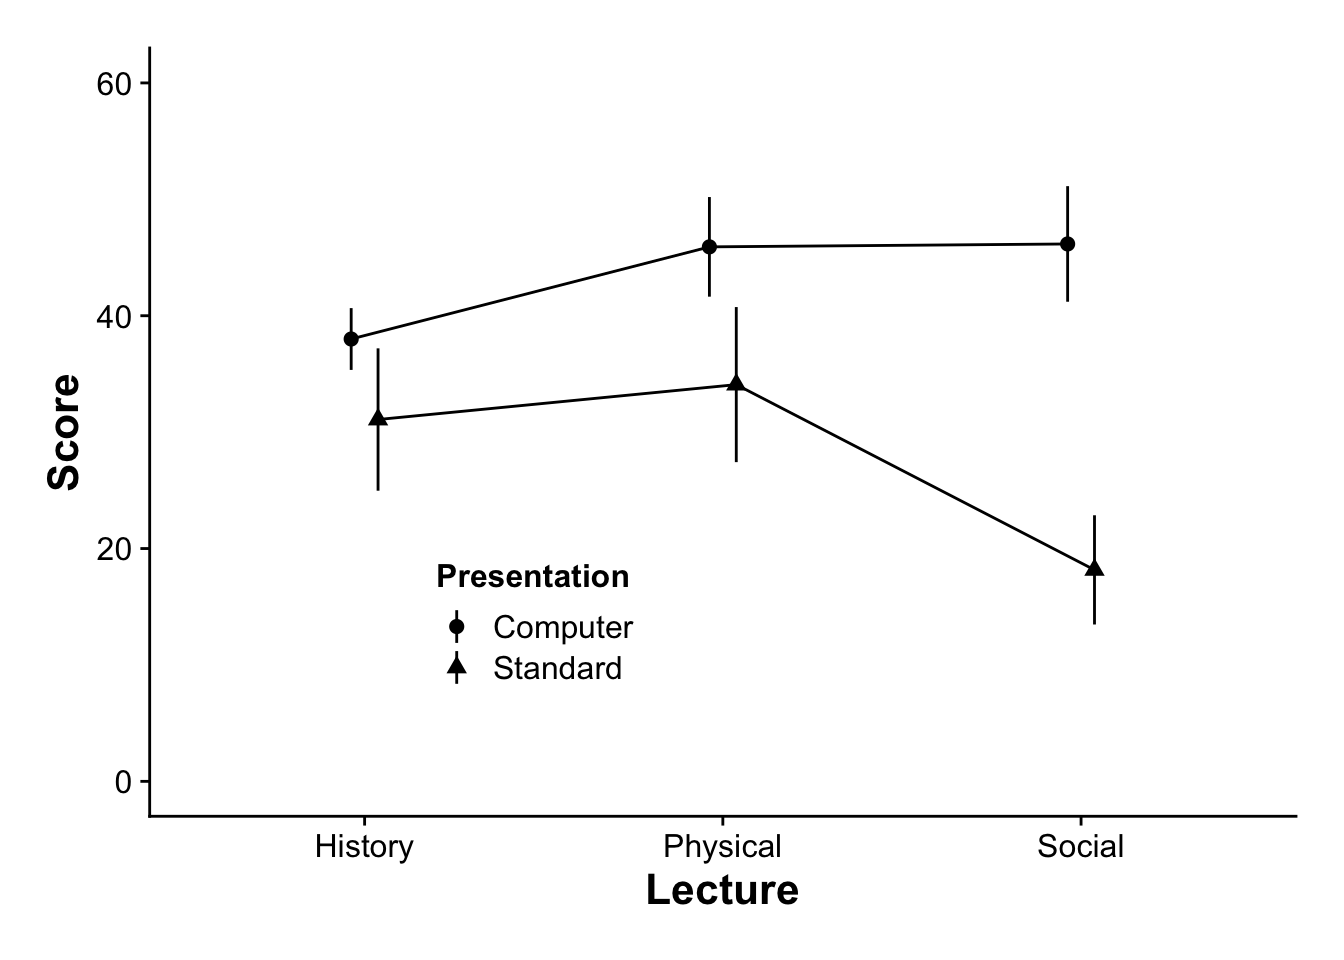 60
40
20
0
Score
Presentation
Computer
Standard
History Physical Social
Lecture